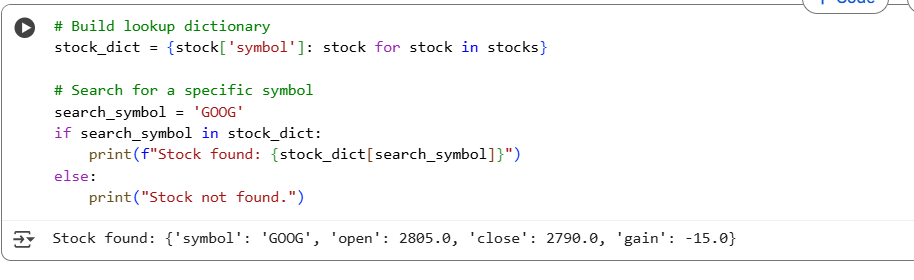 + Code
# Build lookup dictionary
stock_dict = {stock['symbol']: stock for stock in stocks}
# Search for a specific symbol
search_symbol = 'GOOG'
if search_symbol in stock_dict:
    print(f"Stock found: {stock_dict[search_symbol]}")
else:
    print("Stock not found.")
Stock found: {'symbol': 'GOOG', 'open': 2805.0, 'close': 2790.0, 'gain': -15.0}